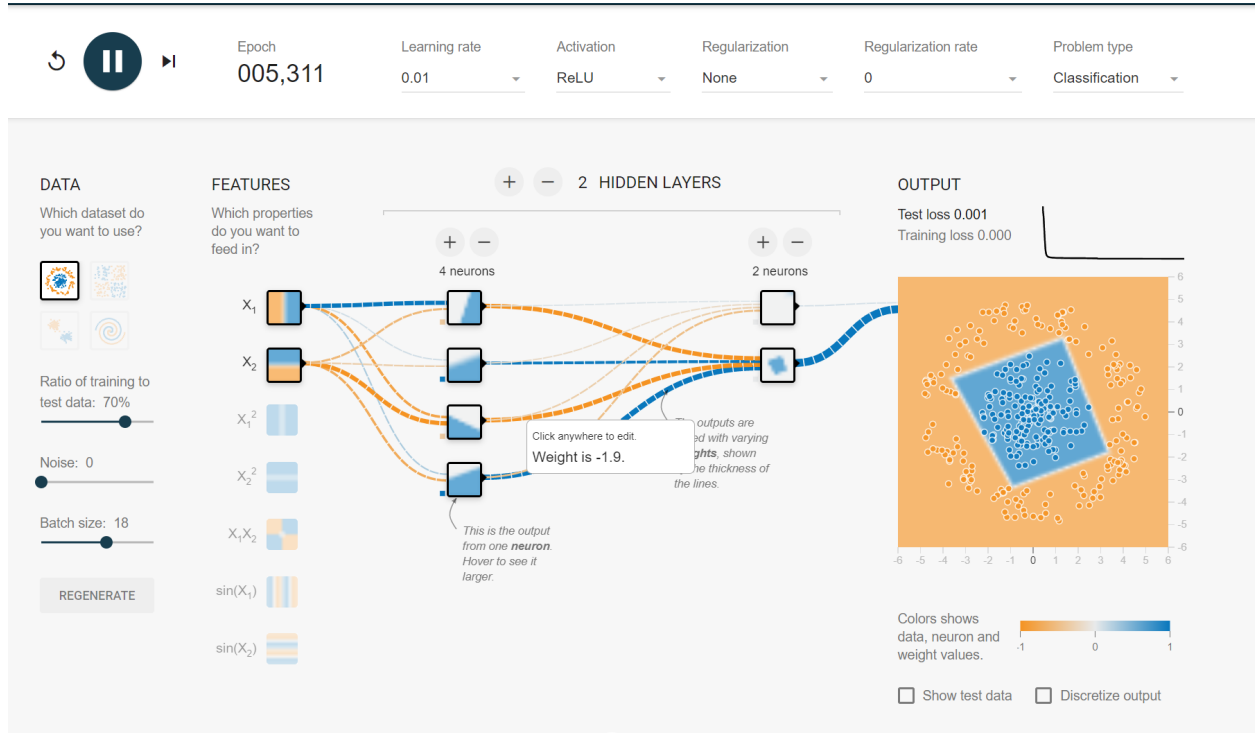 Epoch
005,311
Learning rate
0.01
Activation
ReLU
Regularization
None
Regularization rate
0
Problem type
Classification
DATA
Which dataset do
you want to use?
Ratio of training to
test data: 70%
Noise: 0
Batch size: 18
REGENERATE
FEATURES
Which properties
do you want to
feed in?
X₁
X₂
X₁²
X₂²
X₁X₂
sin(X₁)
sin(X₂)
+ − 2 HIDDEN LAYERS
+ −
4 neurons
+ −
2 neurons
Click anywhere to edit.
Weight is -1.9.
outputs are
with varying
, shown
the thickness of
the lines.
This is the output
from one neuron.
Hover to see it
larger.
OUTPUT
Test loss 0.001
Training loss 0.000
6
5
4
3
2
1
0
-1
-2
-3
-4
-5
-6
-6 -5 -4 -3 -2 -1 0 1 2 3 4 5 6
Colors shows
data, neuron and
weight values.
-1 0 1
Show test data
Discretize output